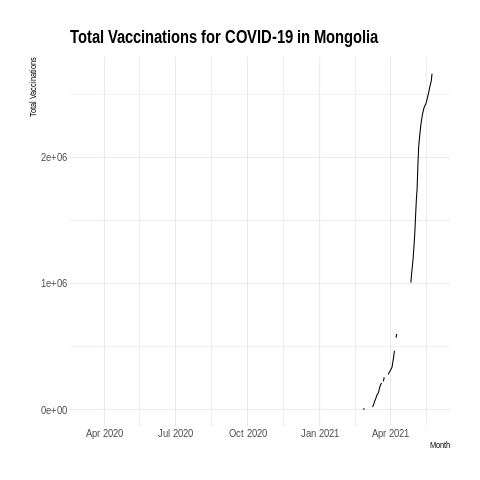 Total Vaccinations for COVID-19 in Mongolia
Total Vaccinations
2e+06
1e+06
0e+00
Apr 2020 Jul 2020 Oct 2020 Jan 2021 Apr 2021
Month